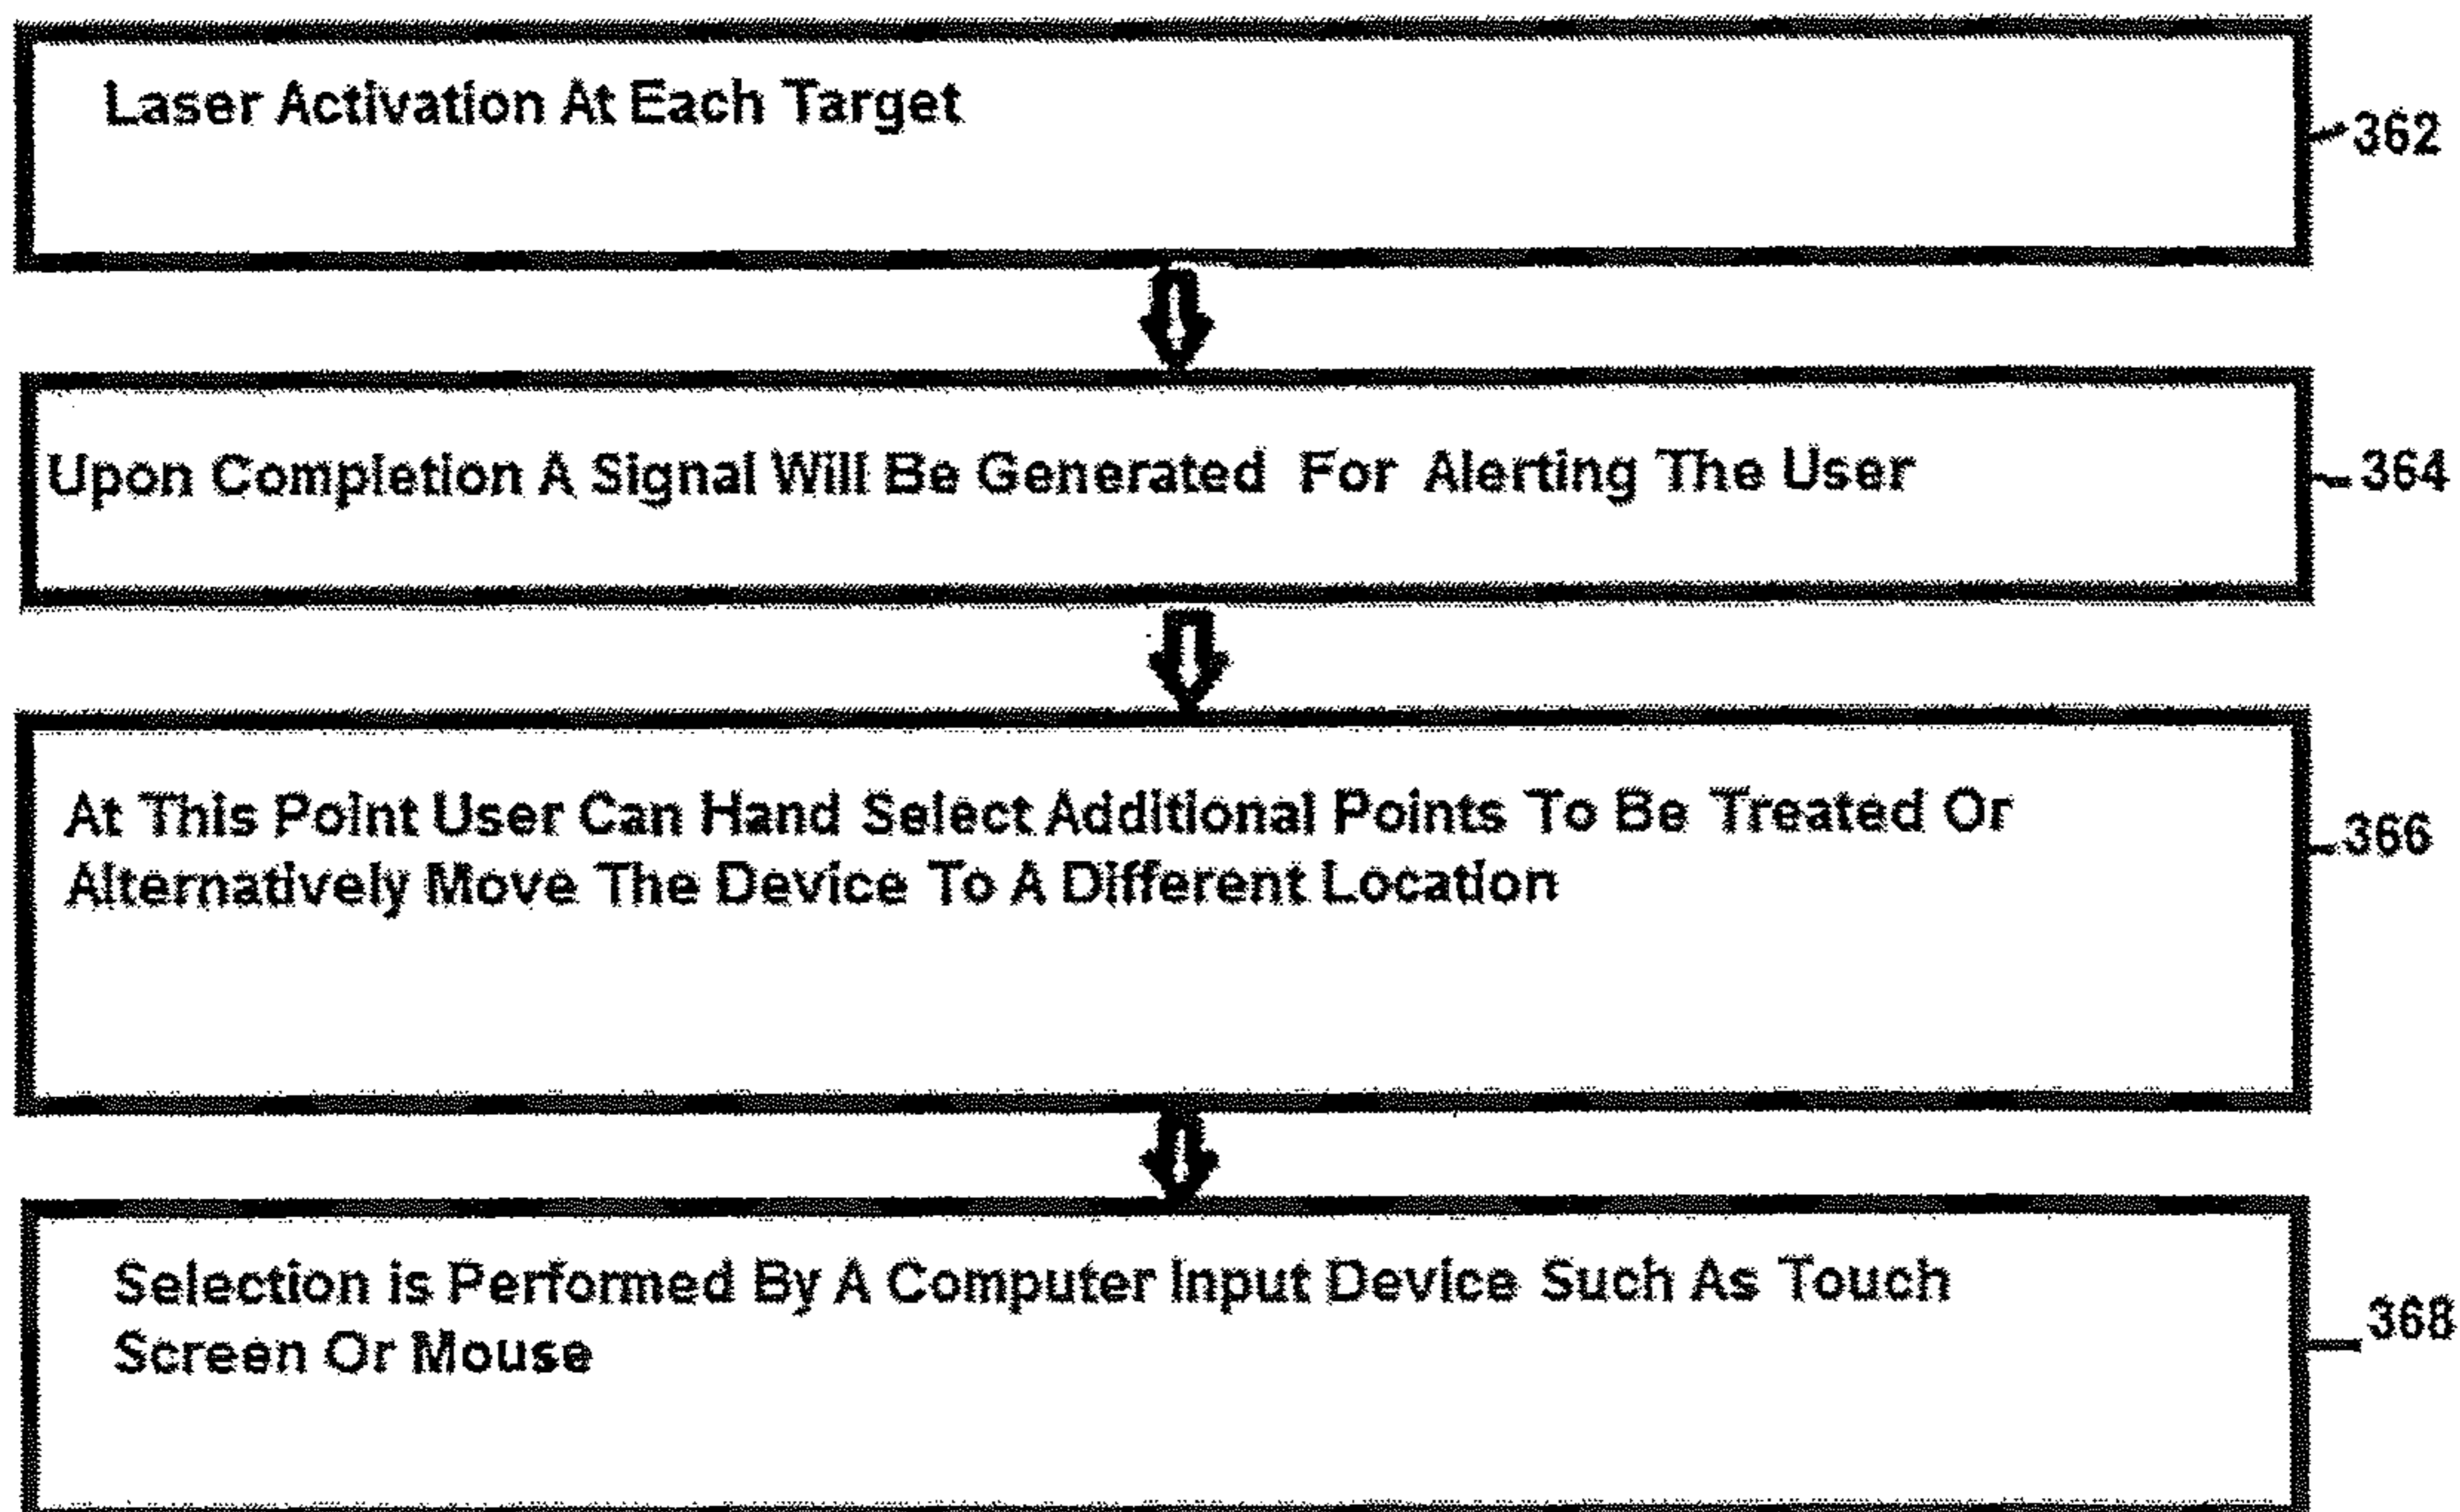 Laser Activation At Each Target
362
Upon Completion A Signal Will Be Generated For Alerting The User
364
At This Point User Can Hand Select Additional Points To Be Treated Or
Alternatively Move The Device To A Different Location
366
Selection is Performed By A Computer Input Device Such As Touch
Screen Or Mouse
368